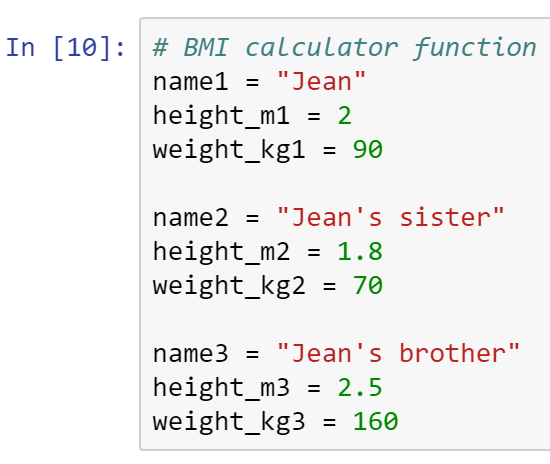 In [10]: # BMI calculator function
name1 = "Jean"
height_m1 = 2
weight_kg1 = 90
name2 = "Jean's sister"
height_m2 = 1.8
weight_kg2 = 70
name3 = "Jean's brother"
height_m3 = 2.5
weight_kg3 = 160